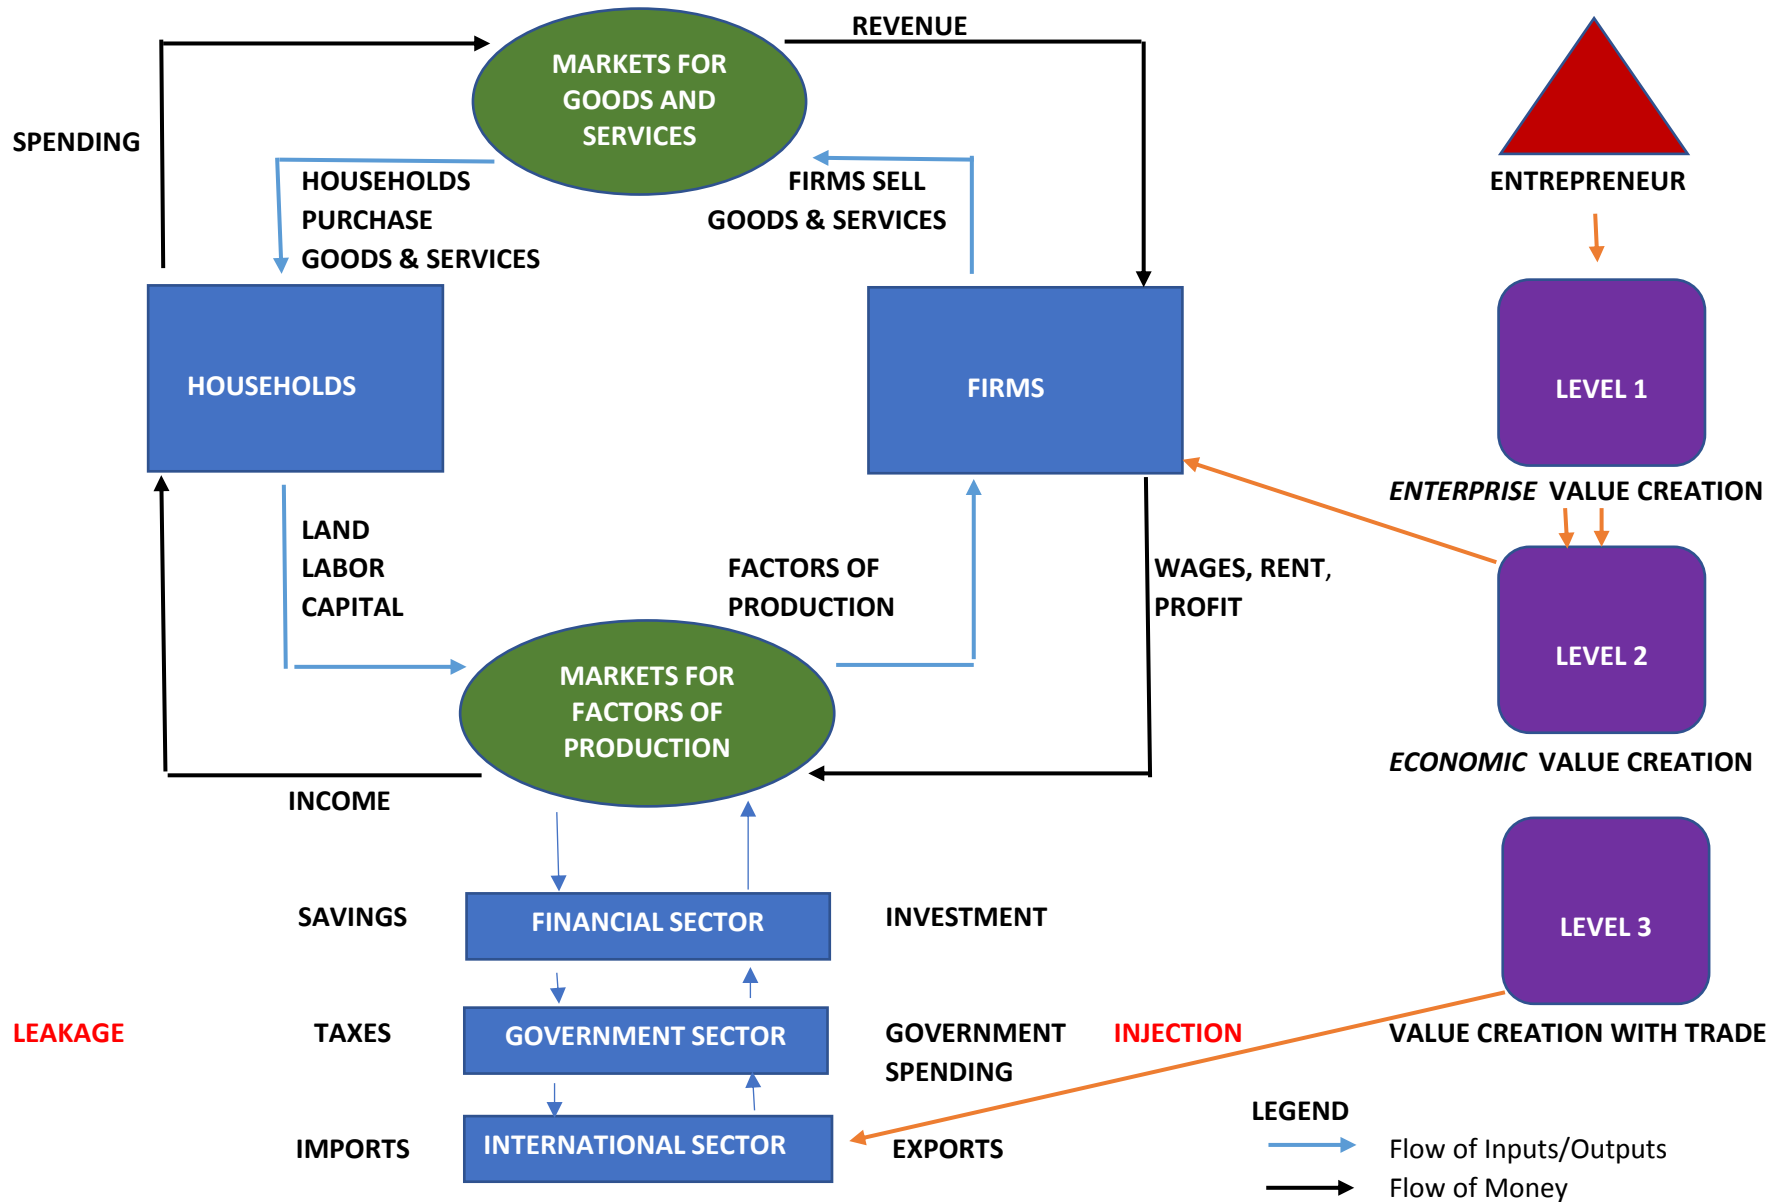 REVENUE
MARKETS FOR
GOODS AND
SERVICES
SPENDING
HOUSEHOLDS
PURCHASE
GOODS & SERVICES
FIRMS SELL
GOODS & SERVICES
ENTREPRENEUR
HOUSEHOLDS
FIRMS
LEVEL 1
ENTERPRISE VALUE CREATION
LAND
LABOR
CAPITAL
FACTORS OF
PRODUCTION
WAGES, RENT,
PROFIT
LEVEL 2
MARKETS FOR
FACTORS OF
PRODUCTION
ECONOMIC VALUE CREATION
INCOME
SAVINGS
FINANCIAL SECTOR
INVESTMENT
LEVEL 3
LEAKAGE
TAXES
GOVERNMENT SECTOR
GOVERNMENT
SPENDING
INJECTION
VALUE CREATION WITH TRADE
IMPORTS
INTERNATIONAL SECTOR
EXPORTS
LEGEND
Flow of Inputs/Outputs
Flow of Money